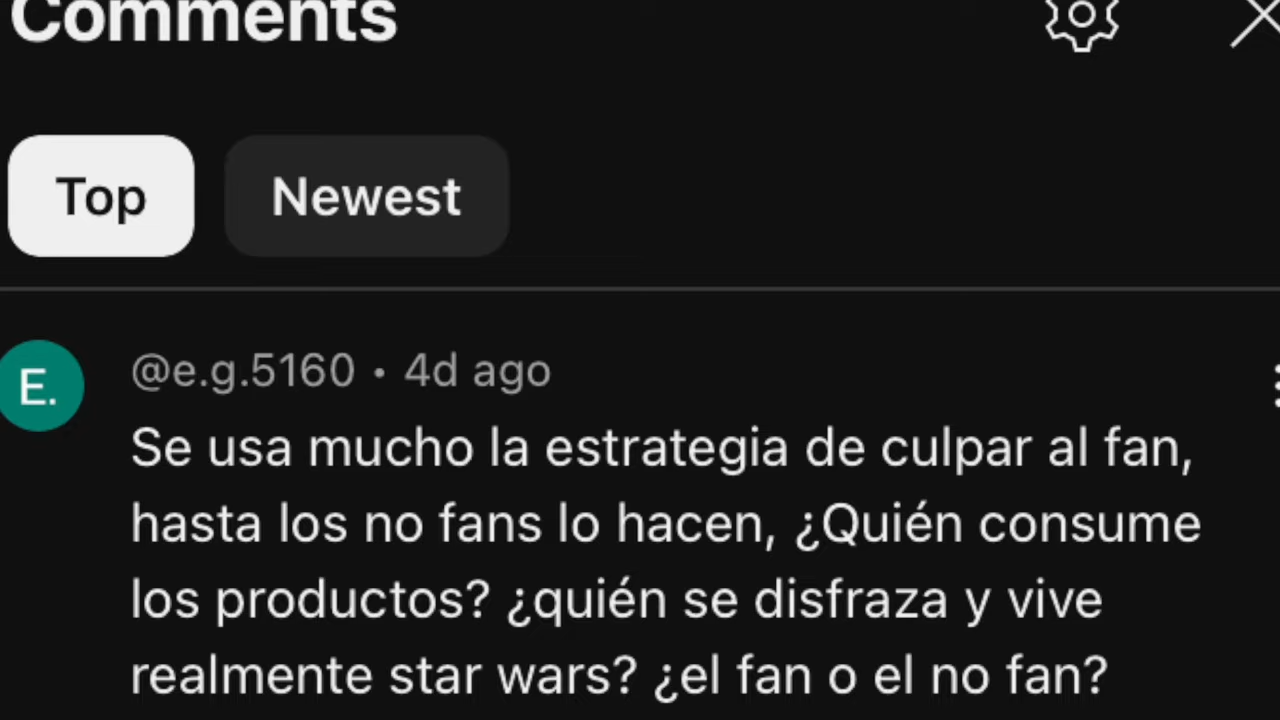 Comments
Top
Newest
E.
@e.g.5160 • 4d ago
Se usa mucho la estrategia de culpar al fan,
hasta los no fans lo hacen, ¿Quién consume
los productos? ¿quién se disfraza y vive
realmente star wars? ¿el fan o el no fan?